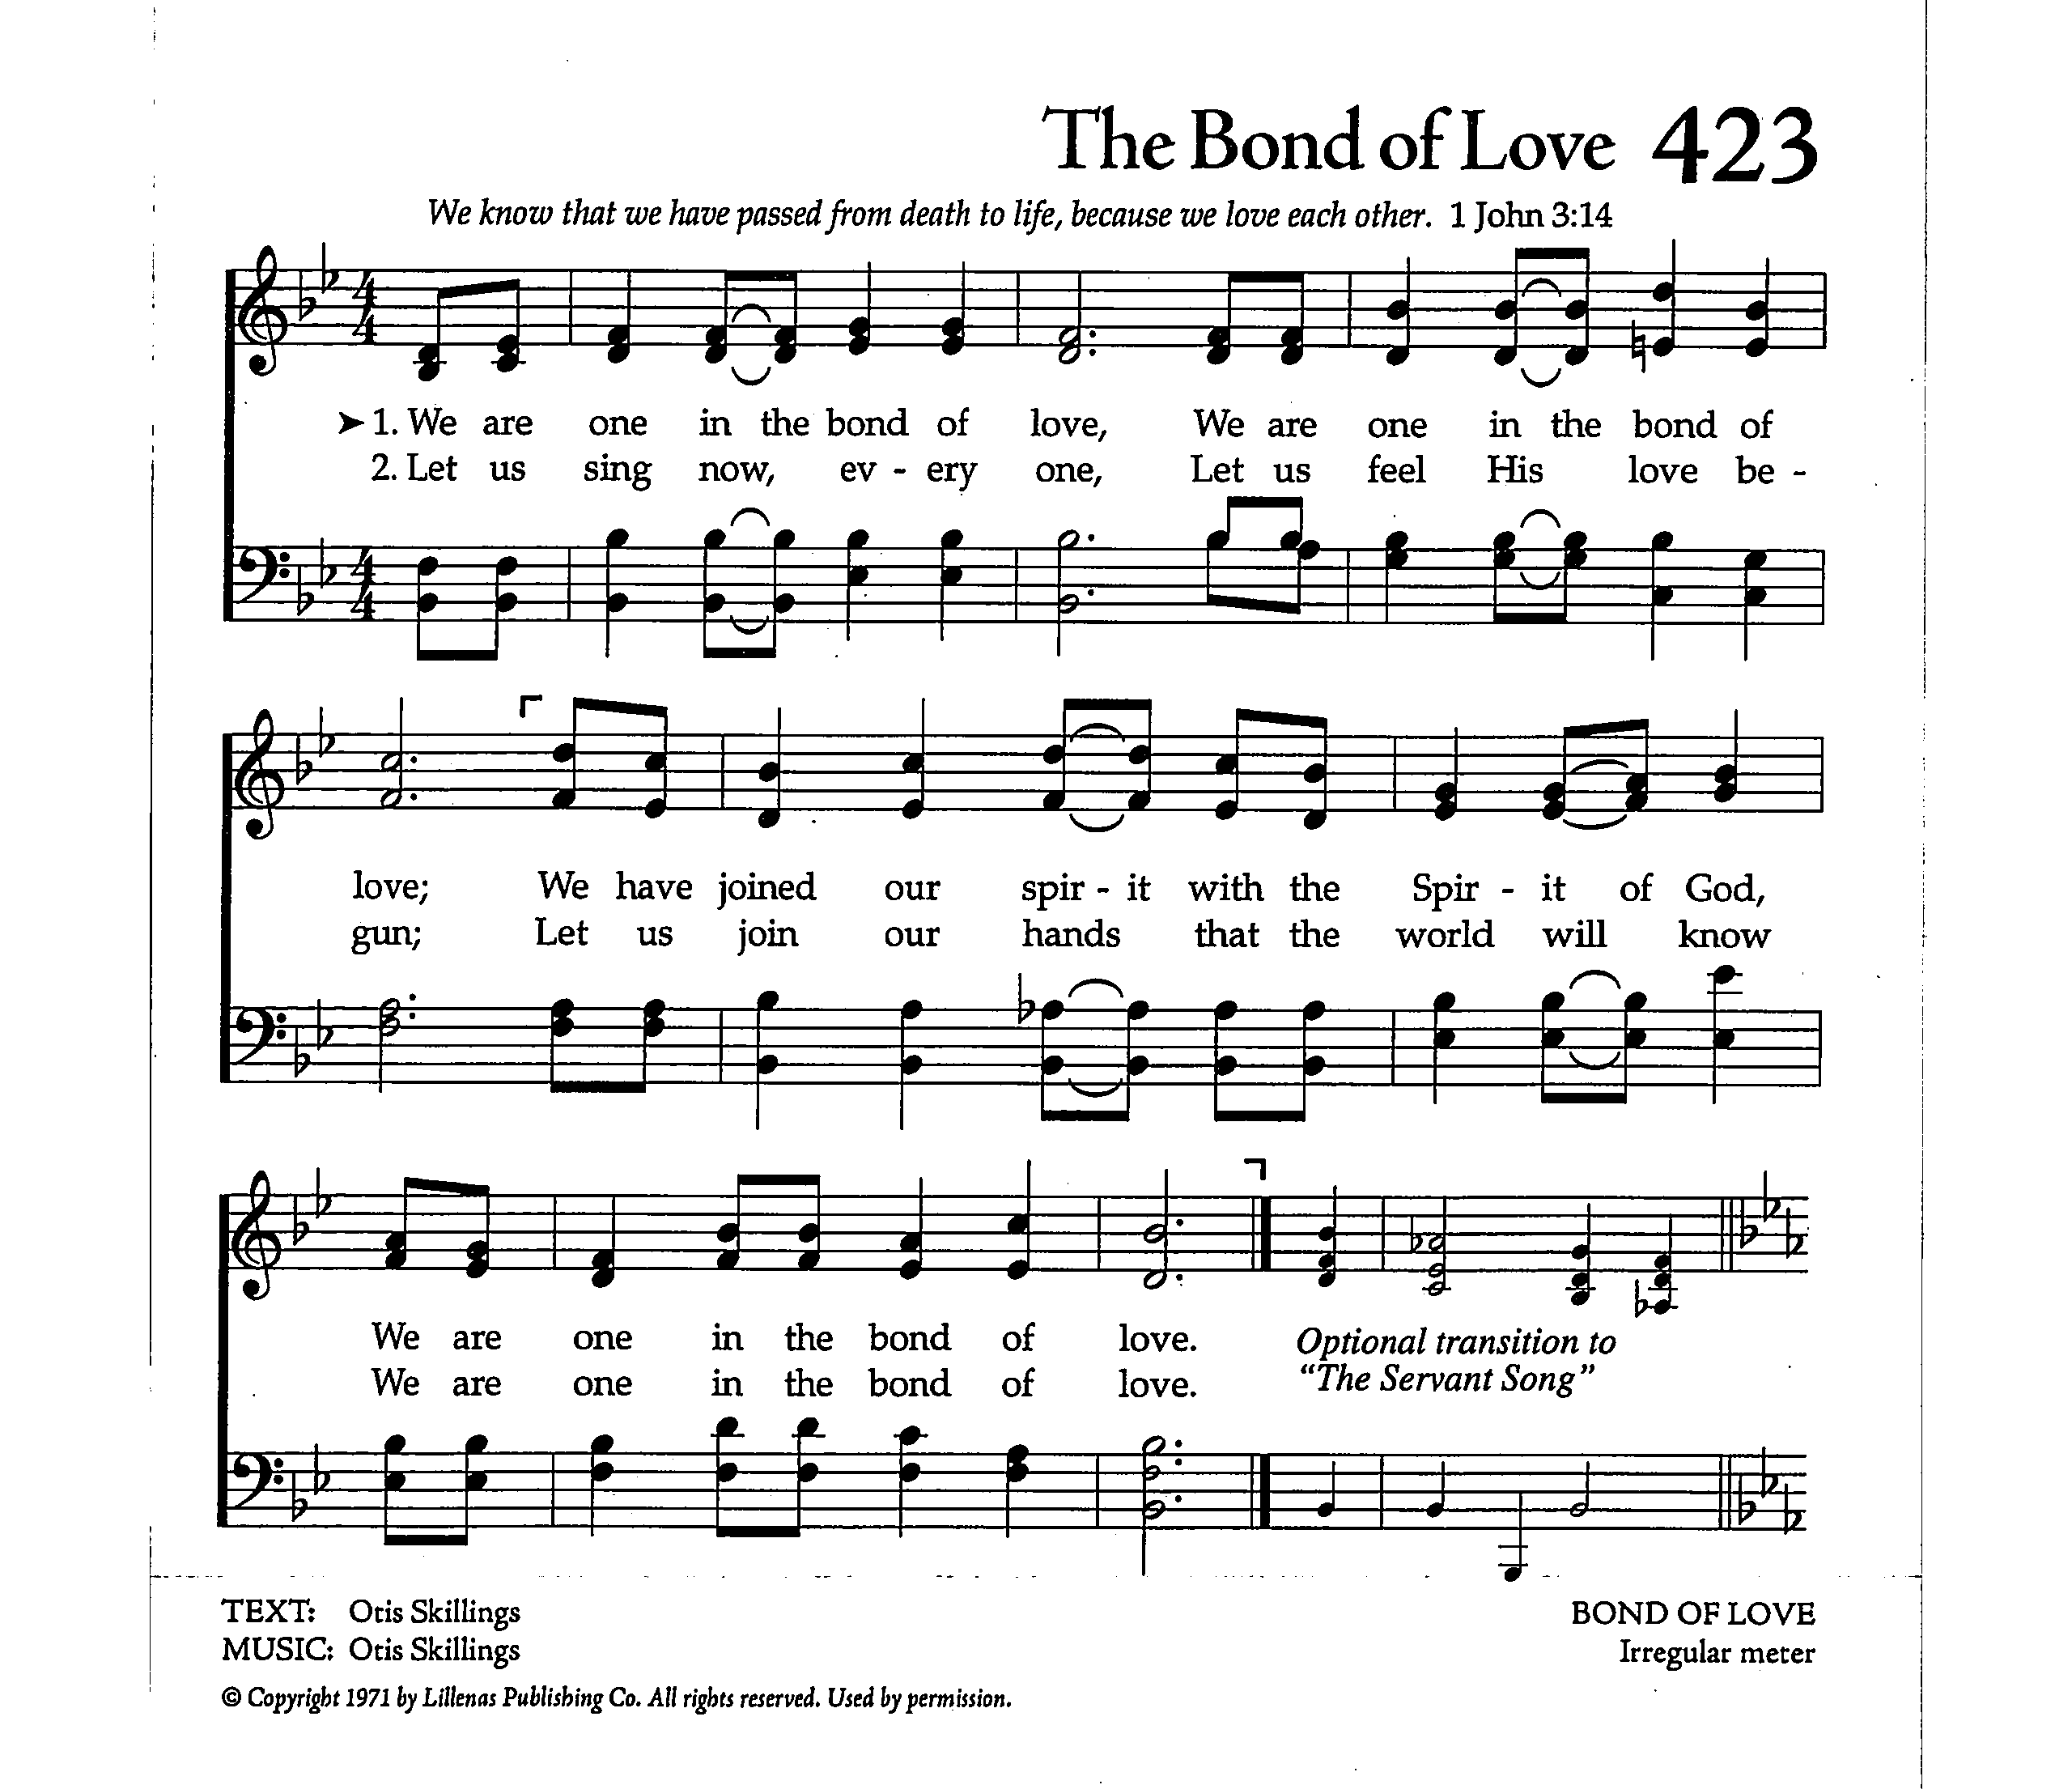 The Bond of Love 423
We know that we have passed from death to life, because we love each other. 1 John 3:14
4 4
➤ 1. We are one in the bond of love, We are one in the bond of
2. Let us sing now, ev - ery one, Let us feel His love be -
4 4
love; We have joined our spir - it with the Spir - it of God,
gun; Let us join our hands that the world will know
We are one in the bond of love. Optional transition to
We are one in the bond of love. "The Servant Song"
TEXT: Otis Skillings
MUSIC: Otis Skillings
BOND OF LOVE
Irregular meter
© Copyright 1971 by Lillenas Publishing Co. All rights reserved. Used by permission.